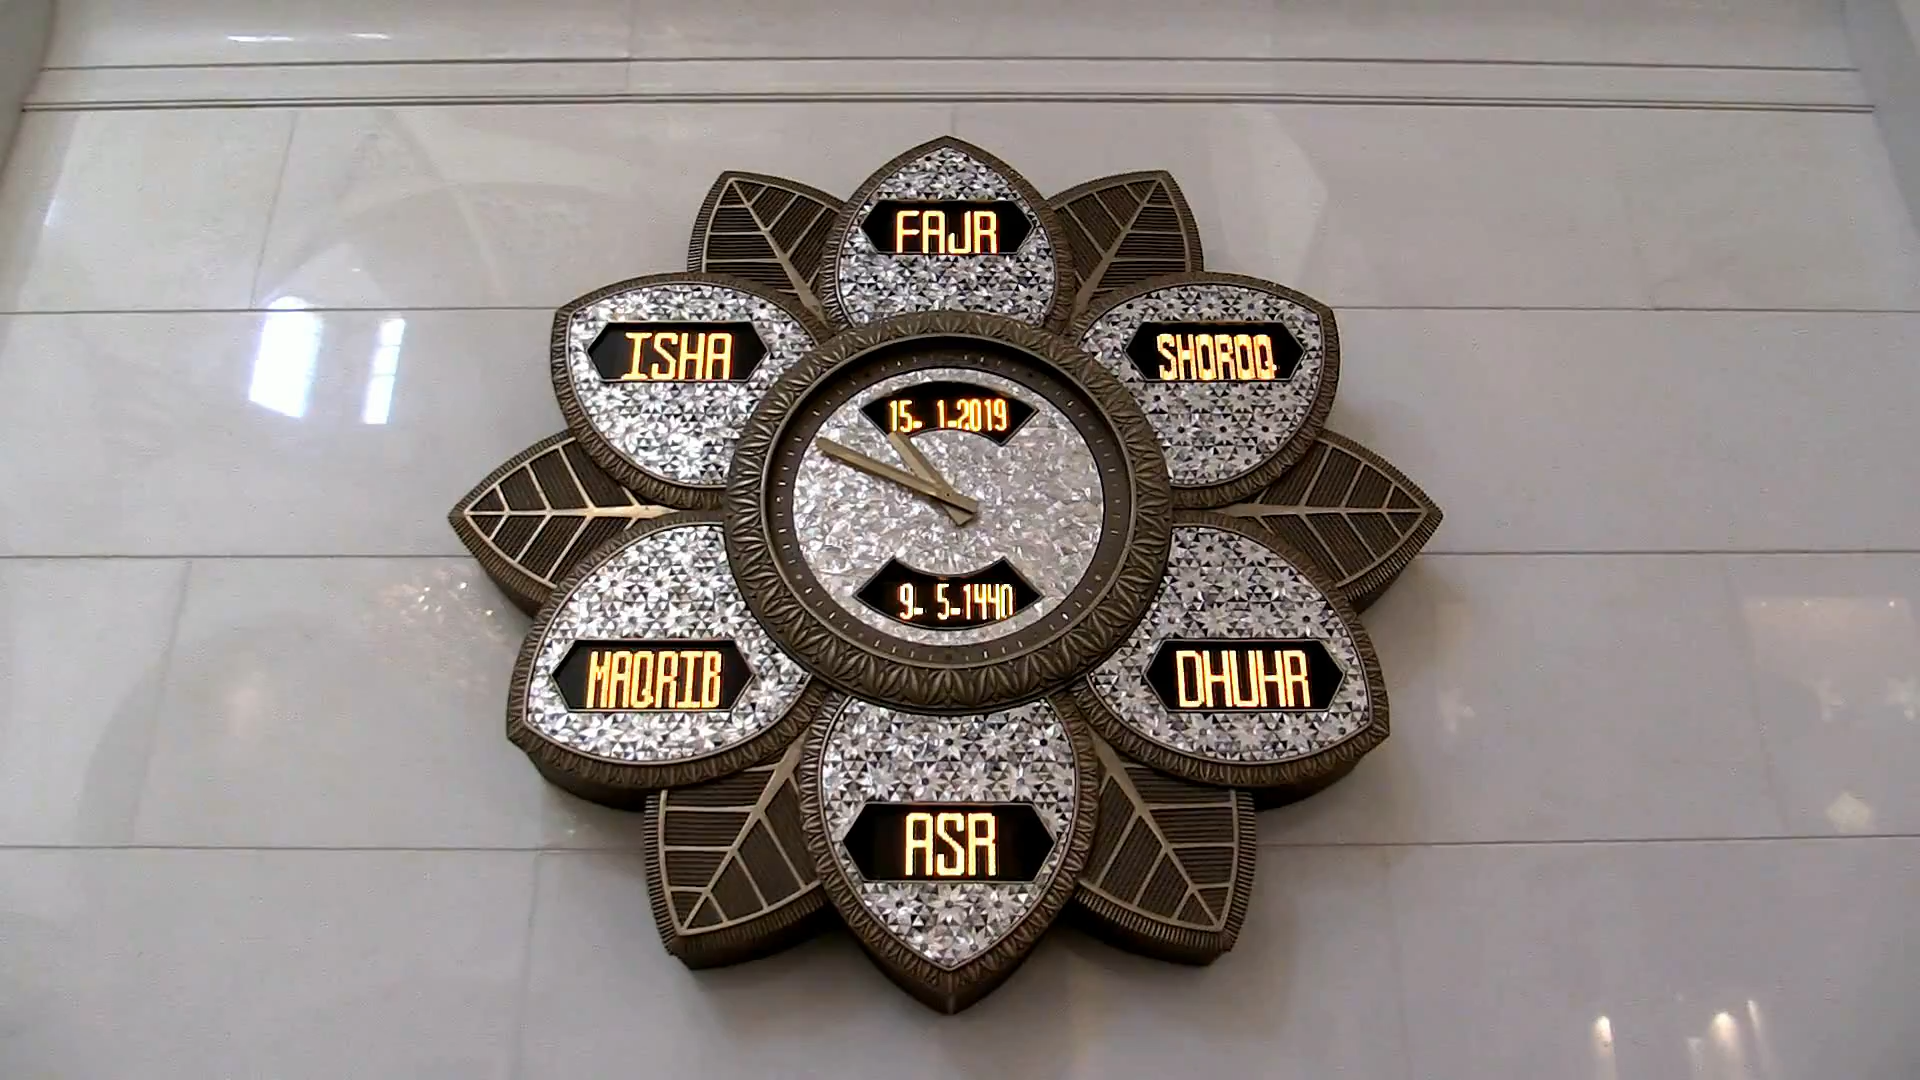 FAJR
ISHA
SHOROQ
15- 1-2019
9- 5-1440
MAQRIB
DHUHR
ASR